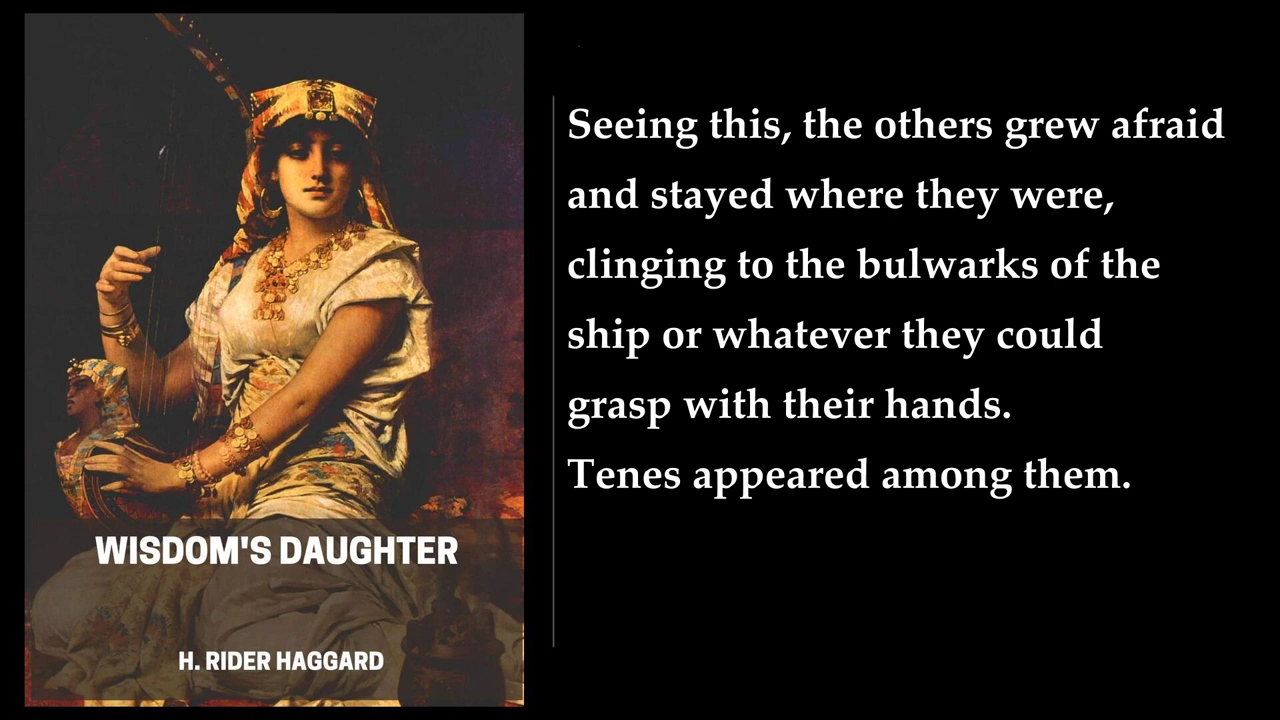 WISDOM'S DAUGHTER
H. RIDER HAGGARD
Seeing this, the others grew afraid
and stayed where they were,
clinging to the bulwarks of the
ship or whatever they could
grasp with their hands.
Tenes appeared among them.